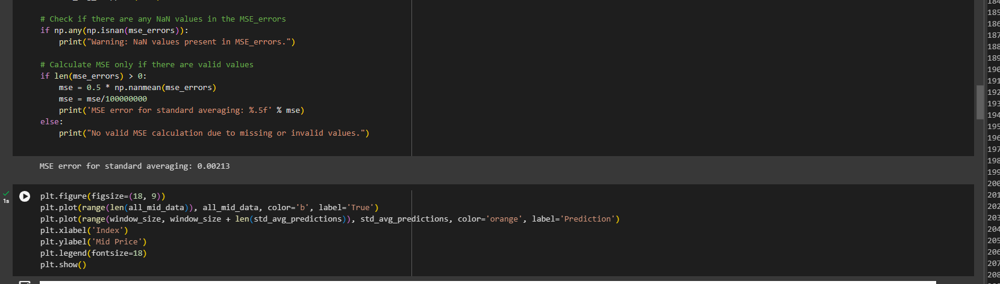 # Check if there are any NaN values in the MSE_errors
if np.any(np.isnan(mse_errors)):
    print("Warning: NaN values present in MSE_errors.")
# Calculate MSE only if there are valid values
if len(mse_errors) > 0:
    mse = 0.5 * np.nanmean(mse_errors)
    mse = mse/100000000
    print('MSE error for standard averaging: %.5f' % mse)
else:
    print("No valid MSE calculation due to missing or invalid values.")
MSE error for standard averaging: 0.00213
1s
plt.figure(figsize=(18, 9))
plt.plot(range(len(all_mid_data)), all_mid_data, color='b', label='True')
plt.plot(range(window_size, window_size + len(std_avg_predictions)), std_avg_predictions, color='orange', label='Prediction')
plt.xlabel('Index')
plt.ylabel('Mid Price')
plt.legend(fontsize=18)
plt.show()
184
185
186
187
188
189
190
191
192
193
194
195
196
197
198
199
200
201
202
203
204
205
206
207
208